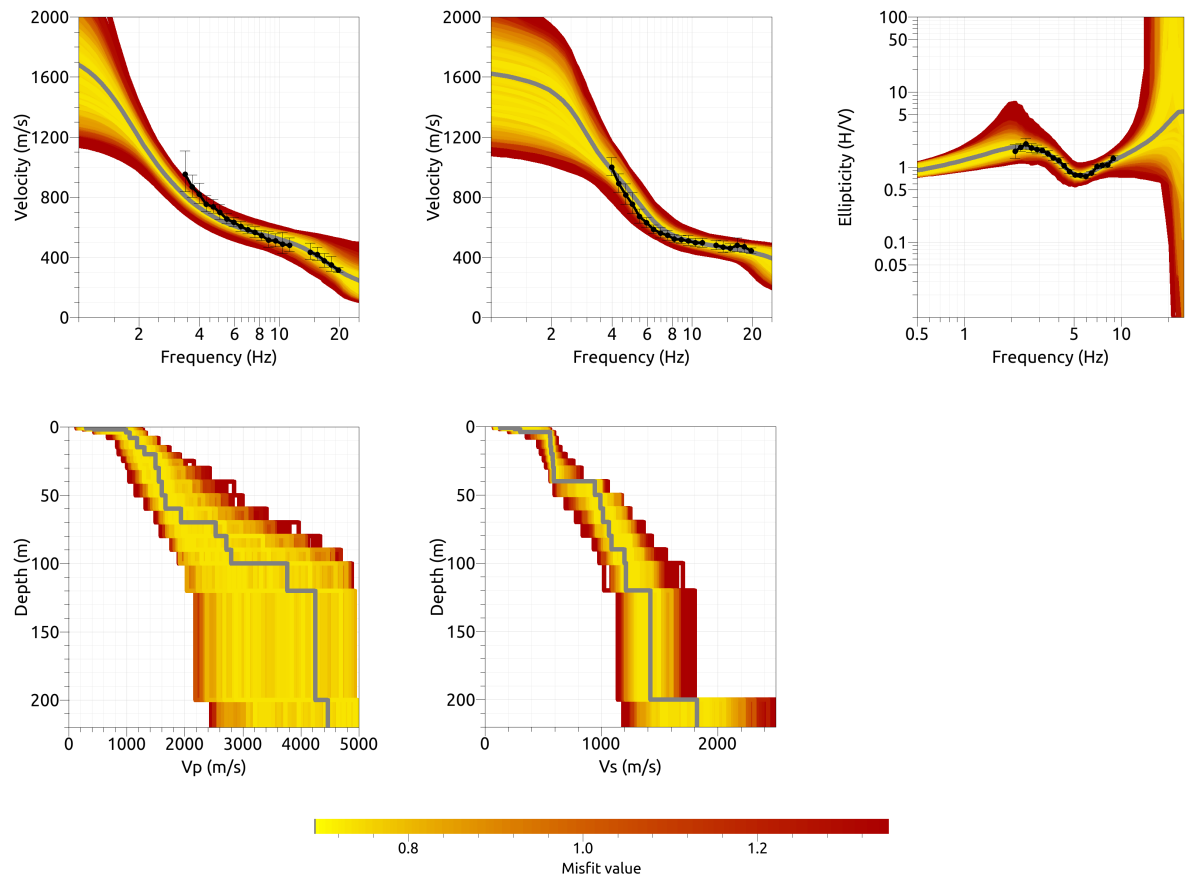 2000
1600
1200
800
400
0
Velocity (m/s)
2 4 6 8 10 20
Frequency (Hz)
2000
1600
1200
800
400
0
Velocity (m/s)
2 4 6 8 10 20
Frequency (Hz)
100
50
10
5
1
0.5
0.1
0.05
Ellipticity (H/V)
0.5 1 5 10
Frequency (Hz)
0
50
100
150
200
Depth (m)
0 1000 2000 3000 4000 5000
Vp (m/s)
0
50
100
150
200
Depth (m)
0 1000 2000
Vs (m/s)
0.8 1.0 1.2
Misfit value